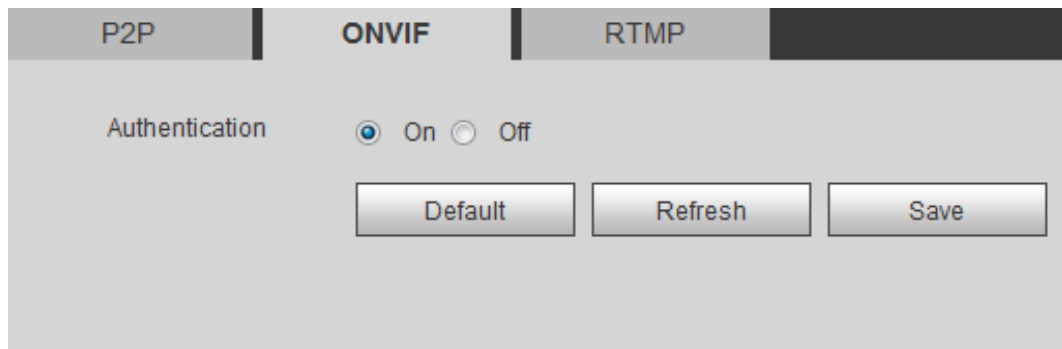 P2P ONVIF RTMP
Authentication On Off
Default Refresh Save